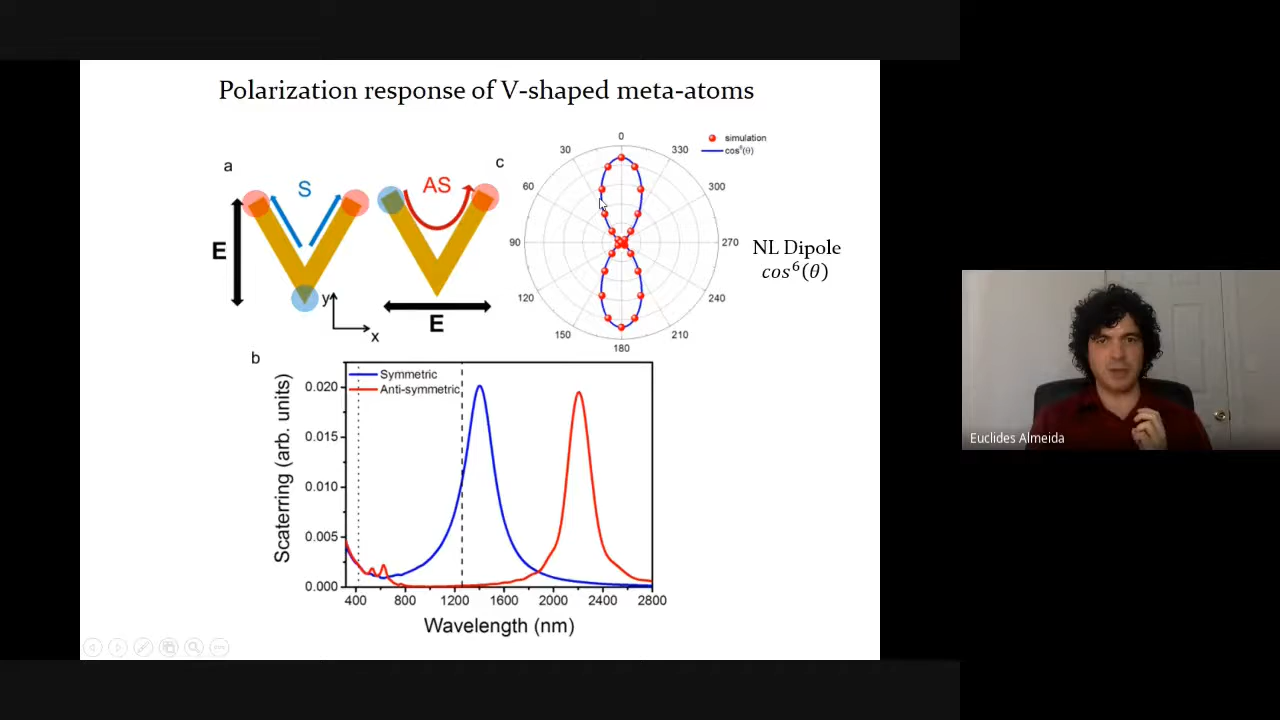 Polarization response of V-shaped meta-atoms
a
S
AS
E
E
y
x
c
simulation
cos⁶(θ)
0
30
330
60
300
90
270
120
240
150
210
180
NL Dipole
cos⁶(θ)
b
Symmetric
Anti-symmetric
Scaterring (arb. units)
0.020
0.015
0.010
0.005
0.000
400 800 1200 1600 2000 2400 2800
Wavelength (nm)
Euclides Almeida